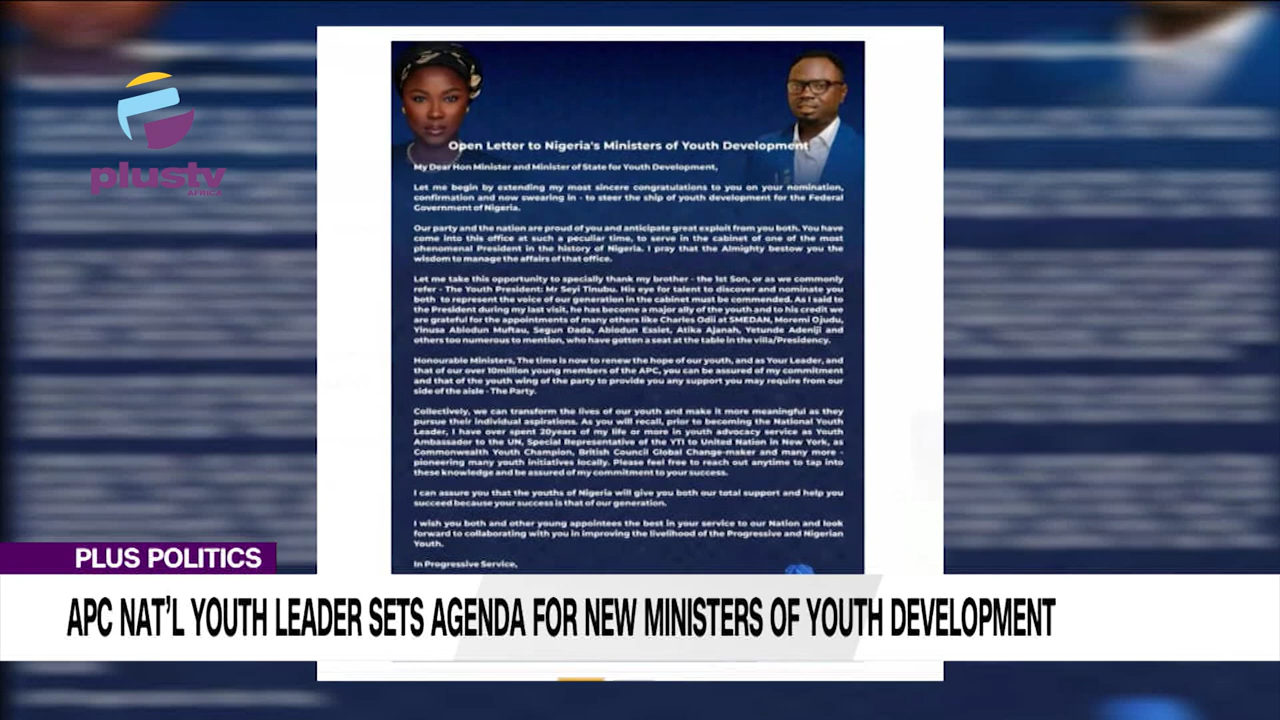 plustv
AFRICA
Open Letter to Nigeria's Ministers of Youth Development
My Dear Hon Minister and Minister of State for Youth Development,
Let me begin by extending my most sincere congratulations to you on your nomination,
confirmation and now swearing in - to steer the ship of youth development for the Federal
Government of Nigeria.
Our party and the nation are proud of you and anticipate great exploit from you both. You have
come into this office at such a peculiar time, to serve in the cabinet of one of the most
phenomenal President in the history of Nigeria. I pray that the Almighty bestow you the
wisdom to manage the affairs of that office.
Let me take this opportunity to specially thank my brother - the 1st Son, or as we commonly
refer - The Youth President: Mr Seyi Tinubu. His eye for talent to discover and nominate you
both to represent the voice of our generation in the cabinet must be commended. As I said to
the President during my last visit, he has become a major ally of the youth and to his credit we
are grateful for the appointments of many others like Charles Odii at SMEDAN, Moremi Ojudu,
Yinusa Abiodun Muftau, Segun Dada, Abiodun Essiet, Atika Ajanah, Yetunde Adeniji and
others too numerous to mention, who have gotten a seat at the table in the villa/Presidency.
Honourable Ministers, The time is now to renew the hope of our youth, and as Your Leader, and
that of our over 10million young members of the APC, you can be assured of my commitment
and that of the youth wing of the party to provide you any support you may require from our
side of the aisle - The Party.
Collectively, we can transform the lives of our youth and make it more meaningful as they
pursue their individual aspirations. As you will recall, prior to becoming the National Youth
Leader, I have over spent 20years of my life or more in youth advocacy service as Youth
Ambassador to the UN, Special Representative of the YTI to United Nation in New York, as
Commonwealth Youth Champion, British Council Global Change-maker and many more -
pioneering many youth initiatives locally. Please feel free to reach out anytime to tap into
these knowledge and be assured of my commitment to your success.
I can assure you that the youths of Nigeria will give you both our total support and help you
succeed because your success is that of our generation.
I wish you both and other young appointees the best in your service to our Nation and look
forward to collaborating with you in improving the livelihood of the Progressive and Nigerian
Youth.
In Progressive Service,
PLUS POLITICS
APC NAT'L YOUTH LEADER SETS AGENDA FOR NEW MINISTERS OF YOUTH DEVELOPMENT